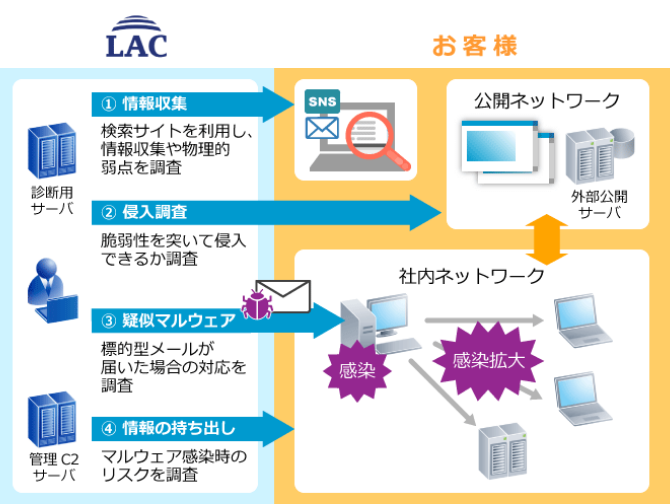 LAC
お客様
① 情報収集
検索サイトを利用し、
情報収集や物理的
弱点を調査
診断用
サーバ
② 侵入調査
脆弱性を突いて侵入
できるか調査
③ 疑似マルウェア
標的型メールが
届いた場合の対応を
調査
④ 情報の持ち出し
マルウェア感染時の
リスクを調査
管理 C2
サーバ
SNS
公開ネットワーク
外部公開
サーバ
社内ネットワーク
感染
感染拡大